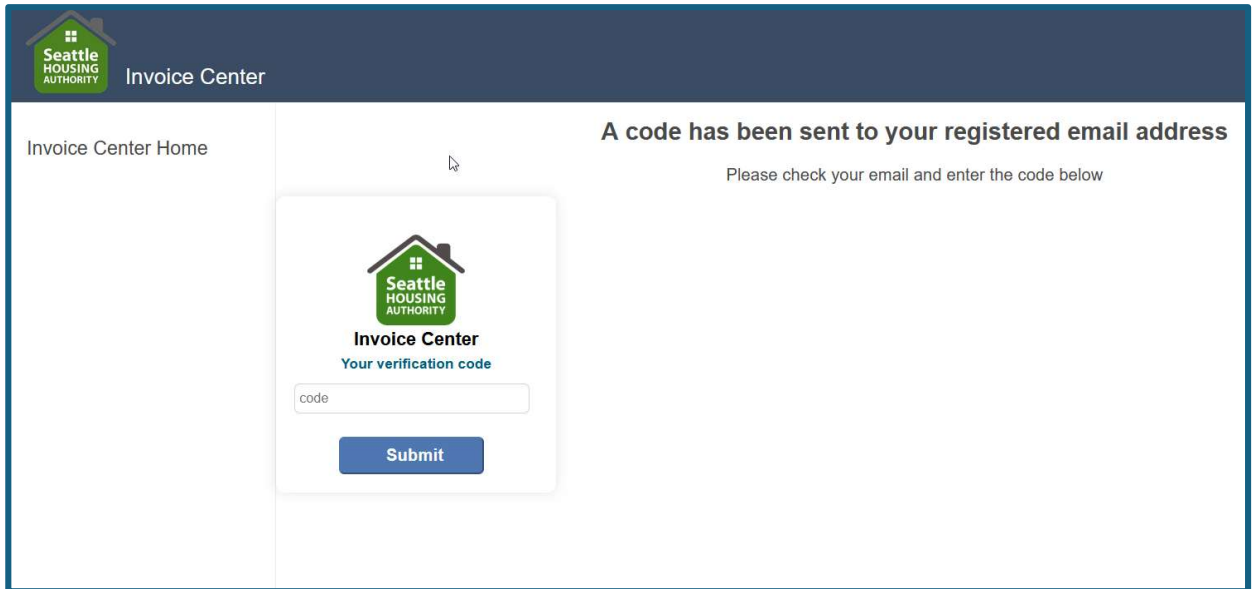 Seattle
HOUSING
AUTHORITY
Invoice Center
Invoice Center Home
A code has been sent to your registered email address
Please check your email and enter the code below
Seattle
HOUSING
AUTHORITY
Invoice Center
Your verification code
code
Submit